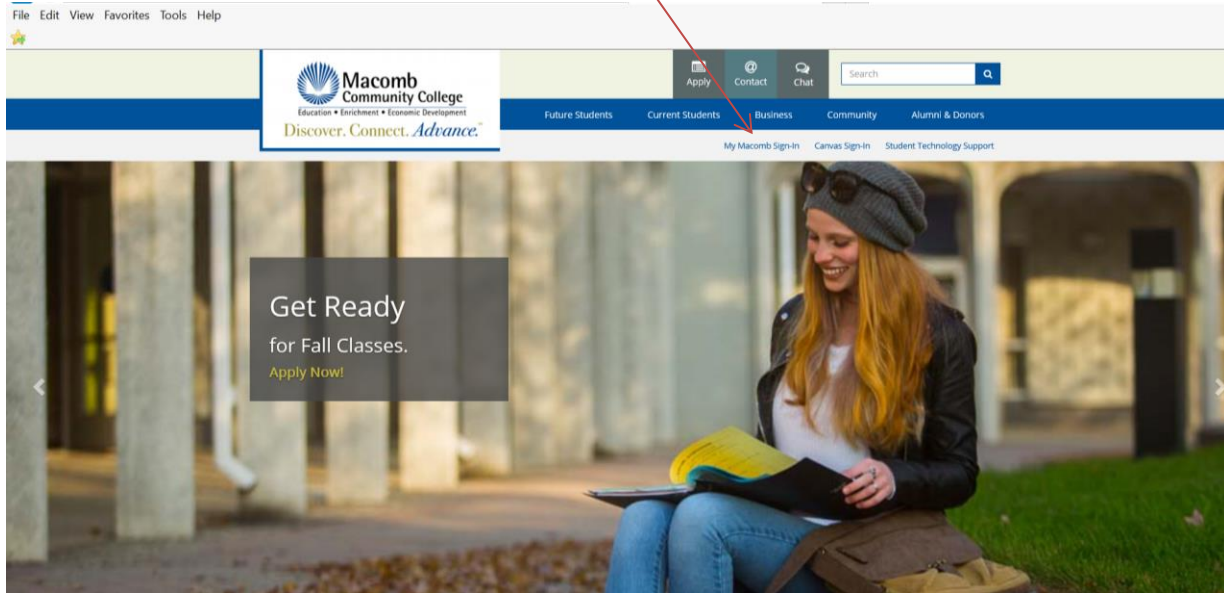 File Edit View Favorites Tools Help
Macomb
Community College
Education • Enrichment • Economic Development
Discover. Connect. Advance.™
Apply Contact Chat Search
Future Students Current Students Business Community Alumni & Donors
My Macomb Sign-In Canvas Sign-In Student Technology Support
Get Ready
for Fall Classes.
Apply Now!